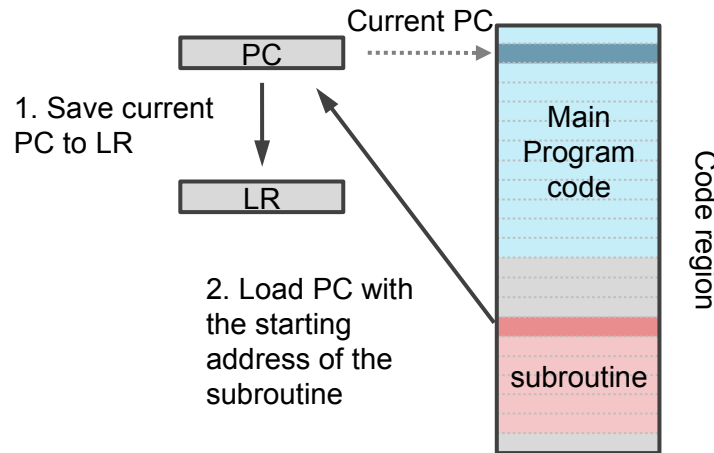 Current PC
PC
1. Save current
PC to LR
LR
Main
Program
code
Code region
2. Load PC with
the starting
address of the
subroutine
subroutine